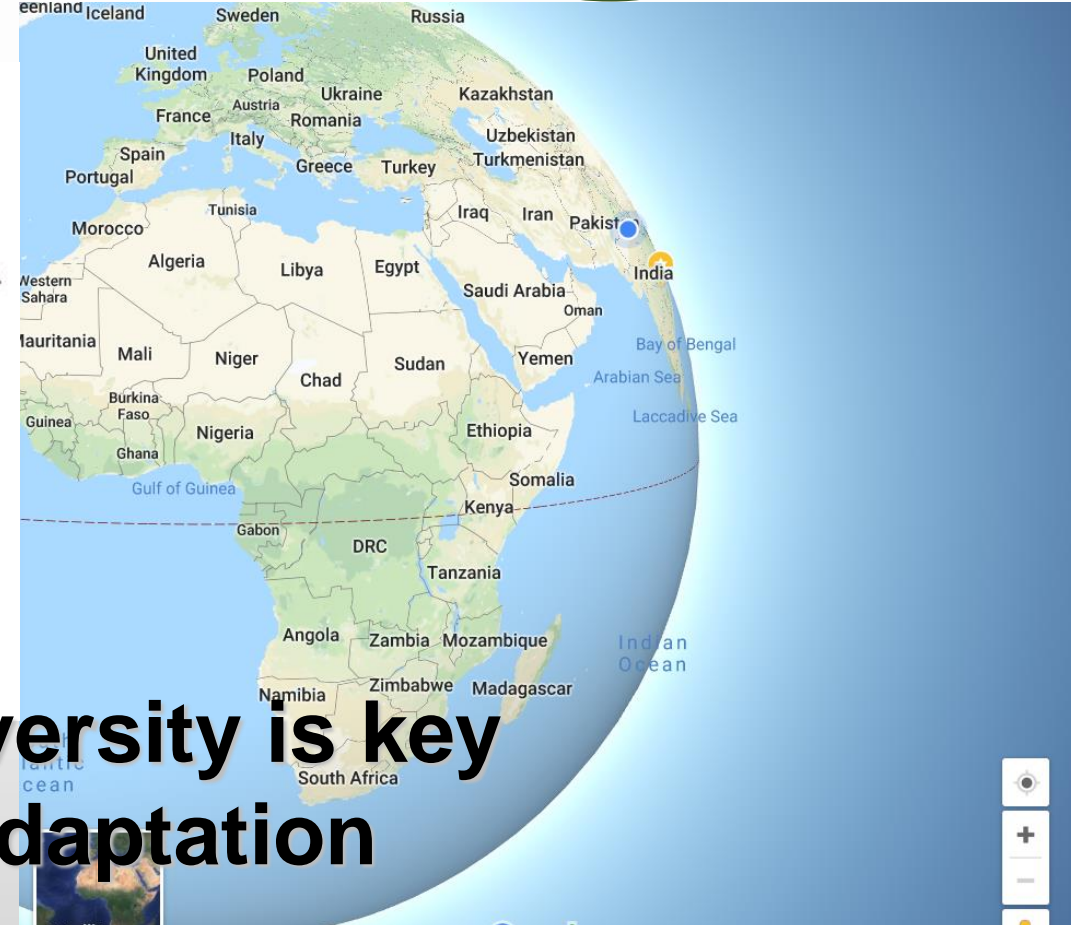 eenland Iceland
Sweden
Russia
United
Kingdom
Poland
Ukraine
Kazakhstan
France
Austria
Romania
Italy
Uzbekistan
Spain
Greece
Turkey
Turkmenistan
Portugal
Tunisia
Iraq
Iran
Pakistan
Morocco
Algeria
Libya
Egypt
India
Western
Sahara
Saudi Arabia
Oman
Mauritania
Mali
Niger
Chad
Sudan
Yemen
Bay of Bengal
Arabian Sea
Burkina
Faso
Laccadive Sea
Guinea
Nigeria
Ethiopia
Ghana
Gulf of Guinea
Somalia
Kenya
Gabon
DRC
Tanzania
Angola
Zambia
Mozambique
Indian
Ocean
Namibia
Zimbabwe
Madagascar
versity is key
lantic
cean
South Africa
daptation